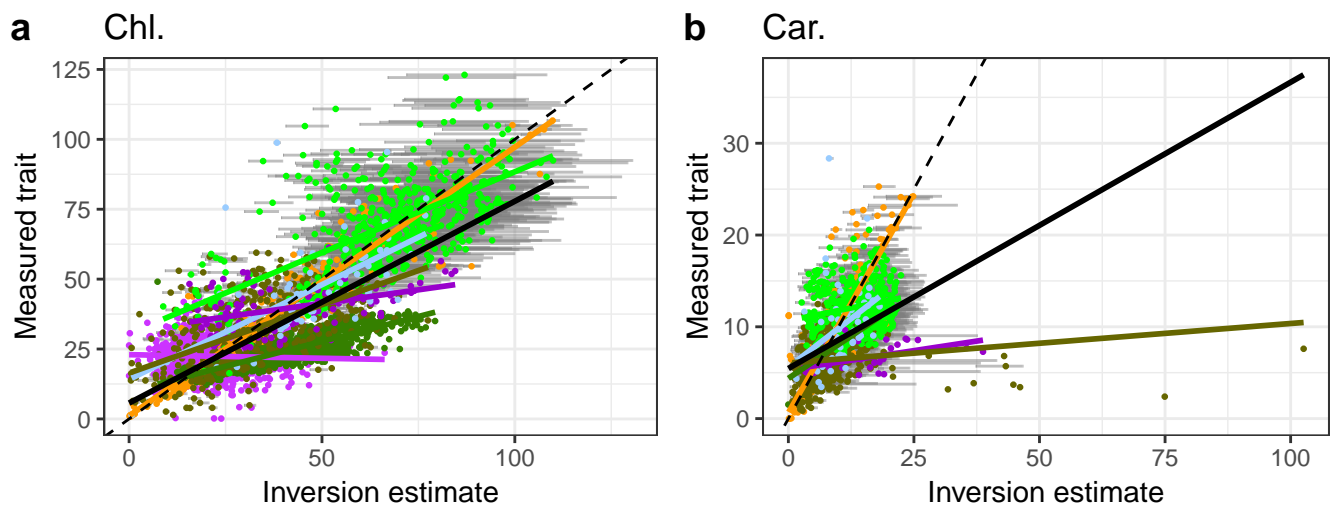 a Chl.
125
100
75
50
25
0
Measured trait
0 50 100
Inversion estimate
b Car.
30
20
10
0
Measured trait
0 25 50 75 100
Inversion estimate